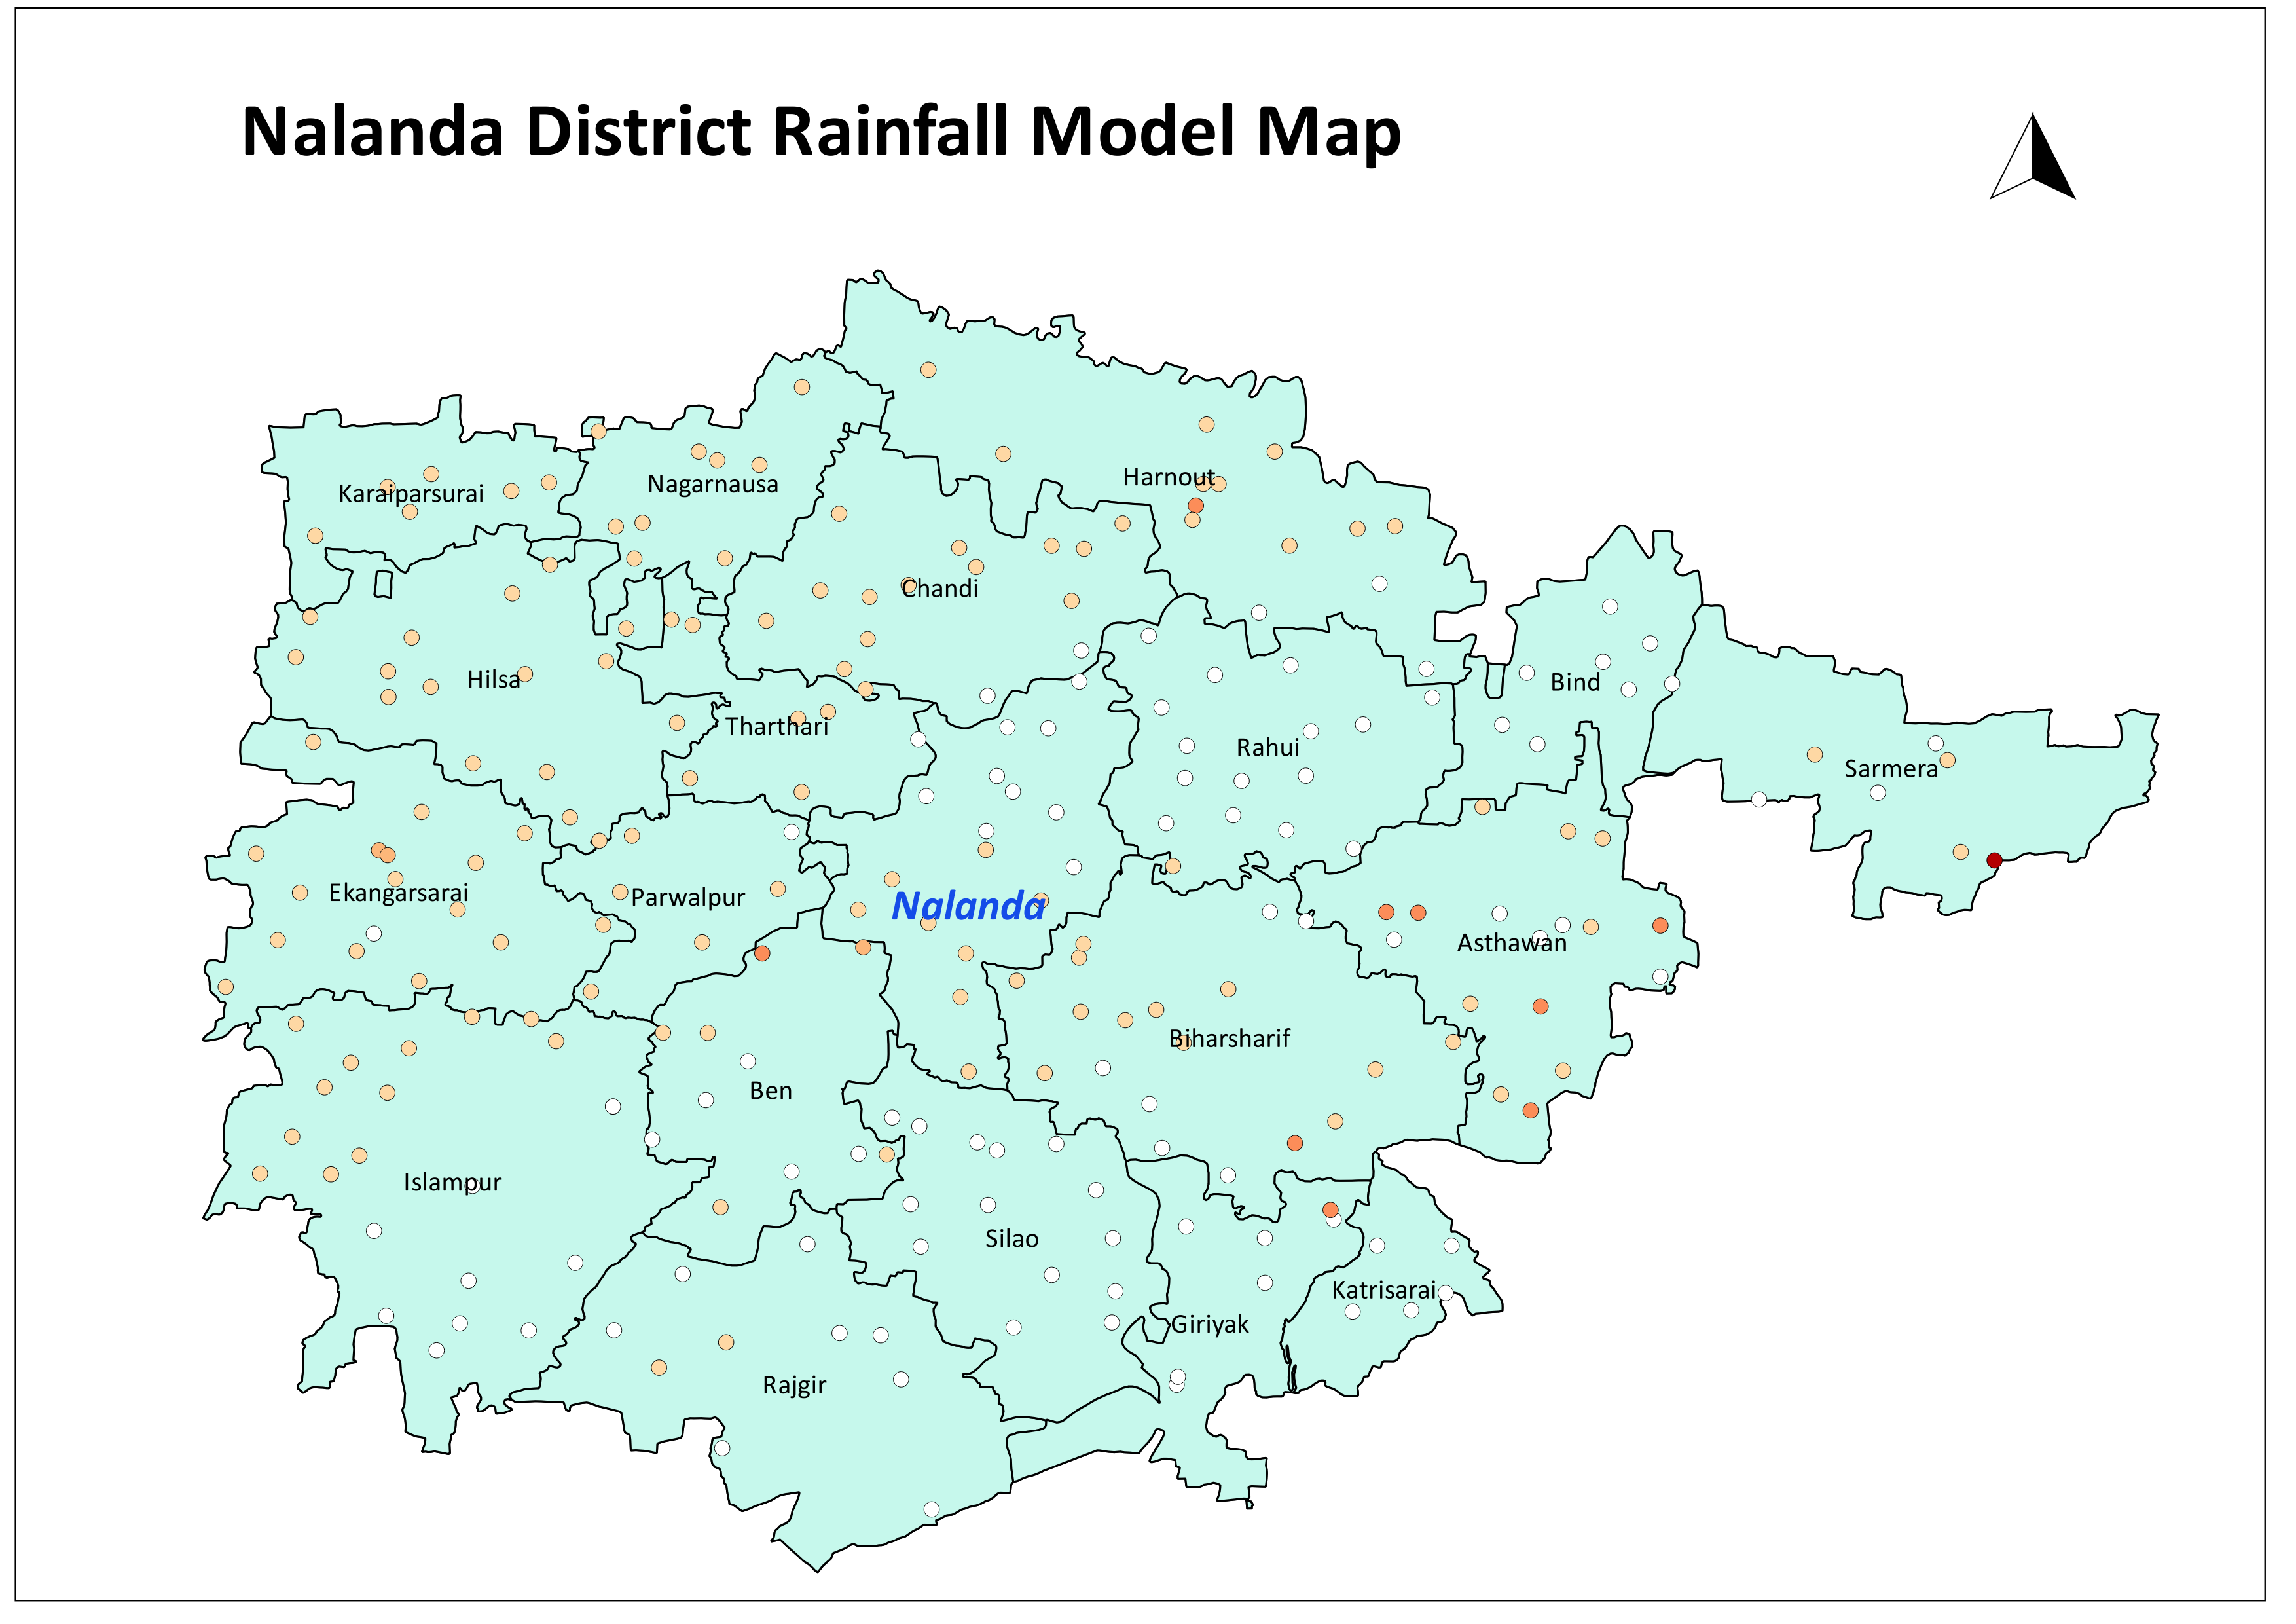 Nalanda District Rainfall Model Map
Harnout
Nagarnausa
Karaiparsurai
Chandi
Hilsa
Bind
Tharthari
Rahui
Sarmera
Ekangarsarai
Parwalpur
Nalanda
Asthawan
Biharsharif
Ben
Islampur
Silao
Katrisarai
Giriyak
Rajgir